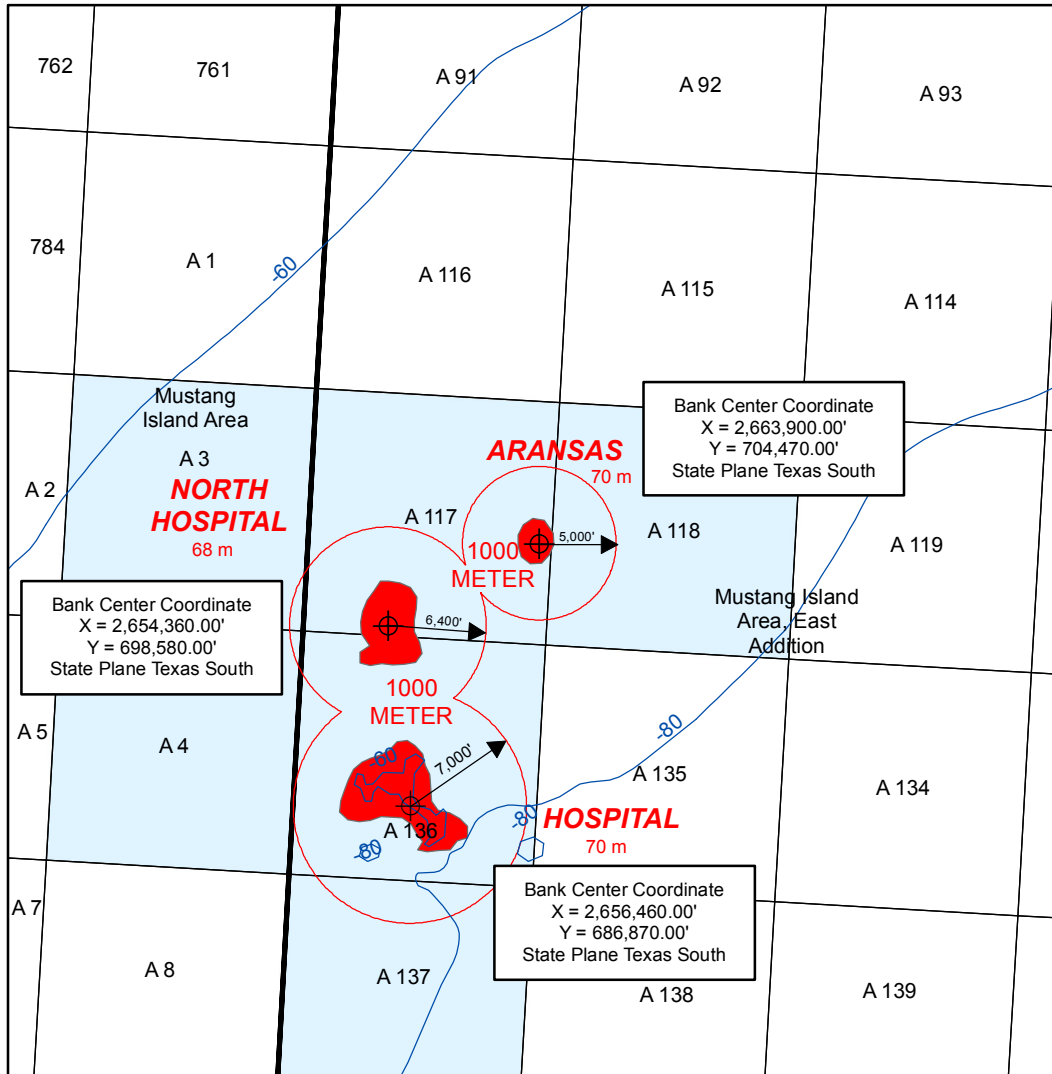 762
761
A 91
A 92
A 93
784
A 1
-60
A 116
A 115
A 114
Mustang
Island Area
A 3
A 2
NORTH
HOSPITAL
68 m
ARANSAS
70 m
A 117
1000
METER
5,000'
A 118
A 119
Bank Center Coordinate
X = 2,663,900.00'
Y = 704,470.00'
State Plane Texas South
Mustang Island
Area, East
Addition
Bank Center Coordinate
X = 2,654,360.00'
Y = 698,580.00'
State Plane Texas South
6,400'
1000
METER
A 5
A 4
-60
7,000'
-80
A 135
A 134
-80
HOSPITAL
70 m
A 136
-80
Bank Center Coordinate
X = 2,656,460.00'
Y = 686,870.00'
State Plane Texas South
A 7
A 8
A 137
A 138
A 139